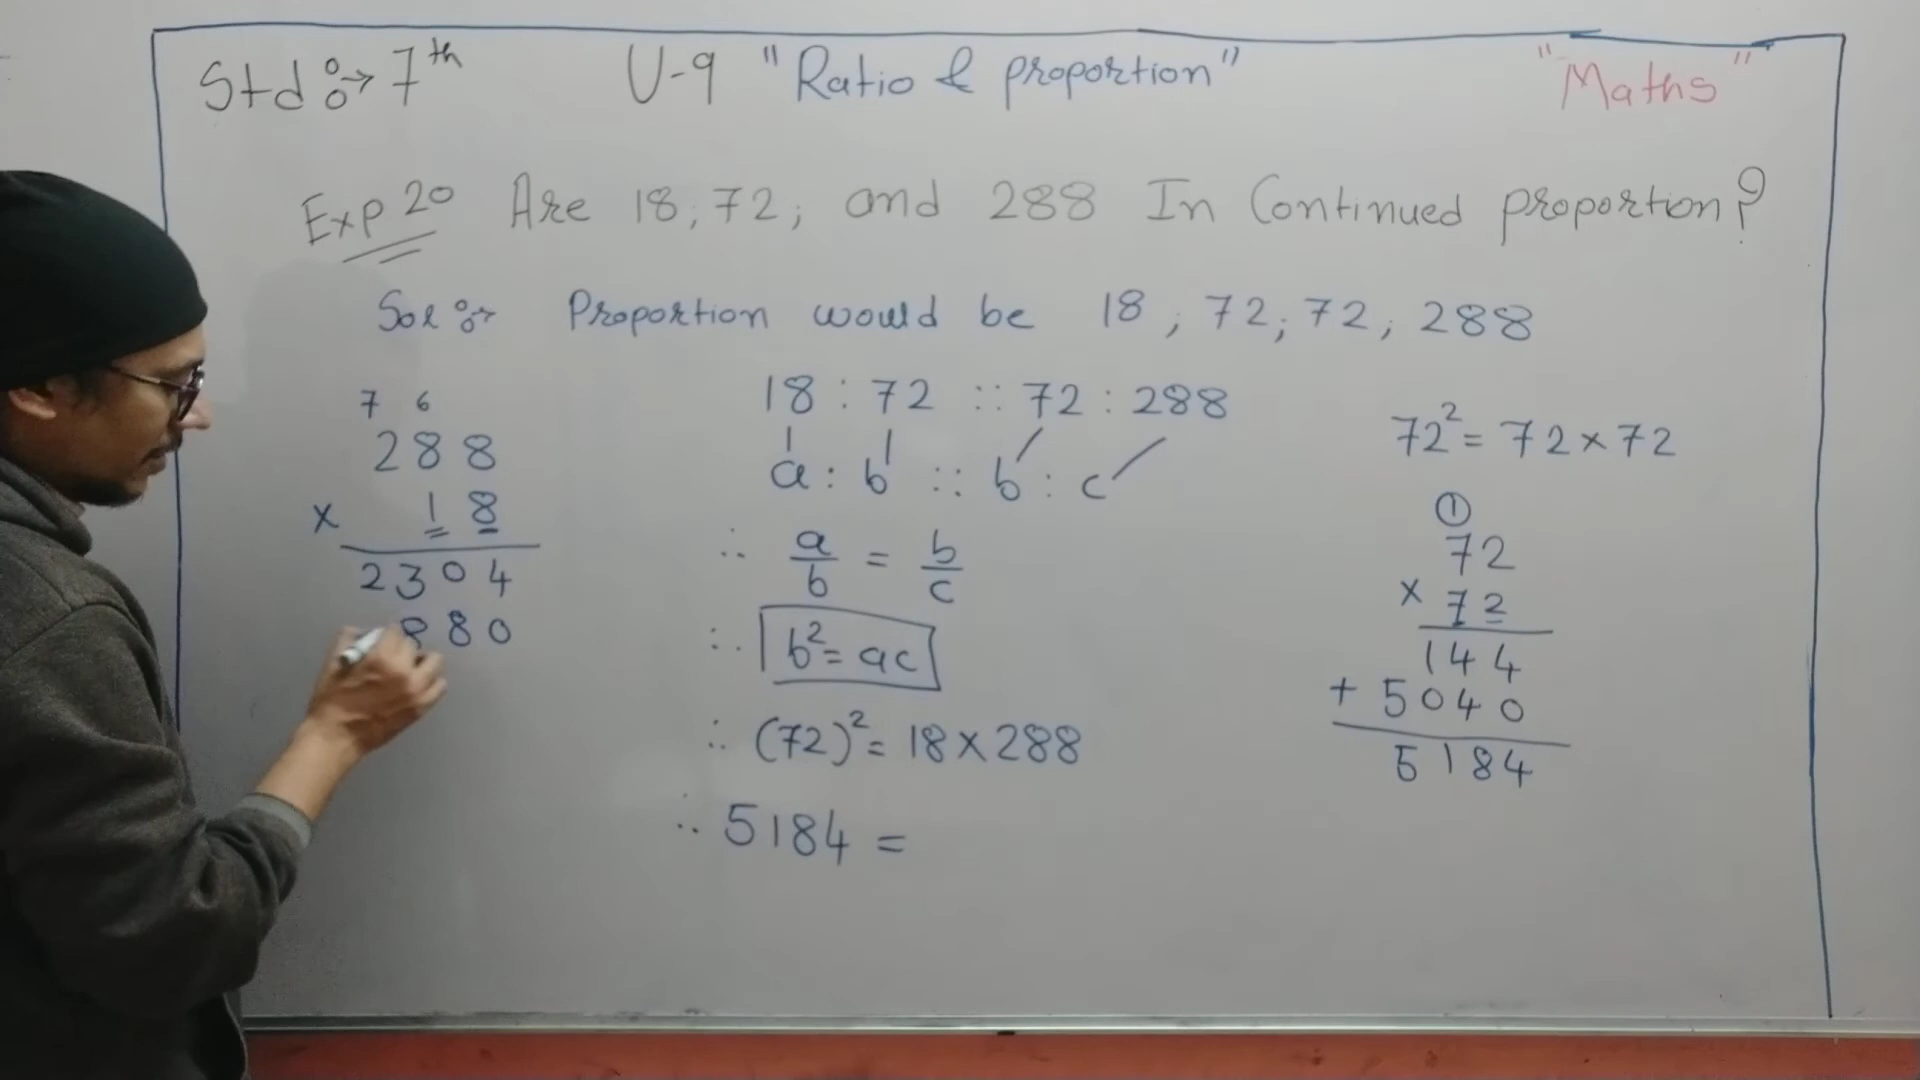 Std 7th U-9 "Ratio & proportion" "Maths"
Exp 20 Are 18, 72, and 288 In Continued proportion?
Sol Proportion would be 18, 72, 72, 288
18 : 72 :: 72 : 288
a : b :: b : c
∴ a/b = b/c
∴ b² = ac
∴ (72)² = 18 × 288
∴ 5184 =
7 6
288
× 18
2304
880
72² = 72 × 72
1
72
× 72
144
+ 5040
5184